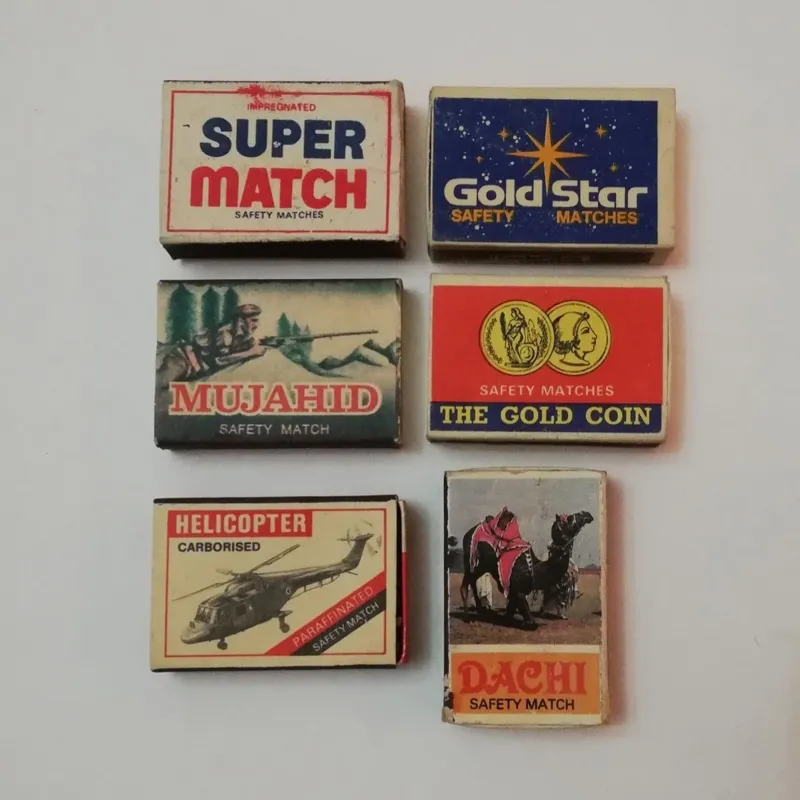 IMPREGNATED
SUPER
MATCH
SAFETY MATCHES
Gold Star
SAFETY MATCHES
MUJAHID
SAFETY MATCH
SAFETY MATCHES
THE GOLD COIN
HELICOPTER
CARBORISED
PARAFFINATED
SAFETY MATCH
DACHI
SAFETY MATCH